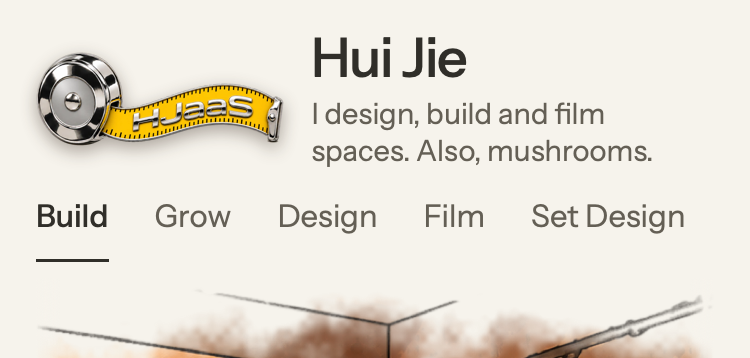 HJaaS
Hui Jie
I design, build and film
spaces. Also, mushrooms.
Build Grow Design Film Set Design